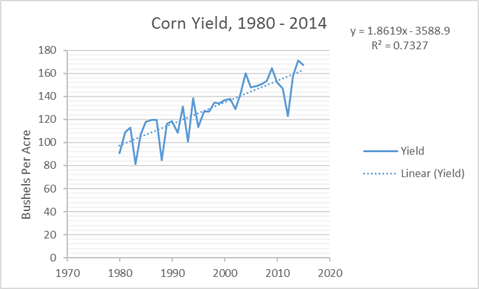 Corn Yield, 1980 - 2014
y = 1.8619x - 3588.9
R² = 0.7327
Bushels Per Acre
180
160
140
120
100
80
60
40
20
0
1970 1980 1990 2000 2010 2020
Yield
Linear (Yield)